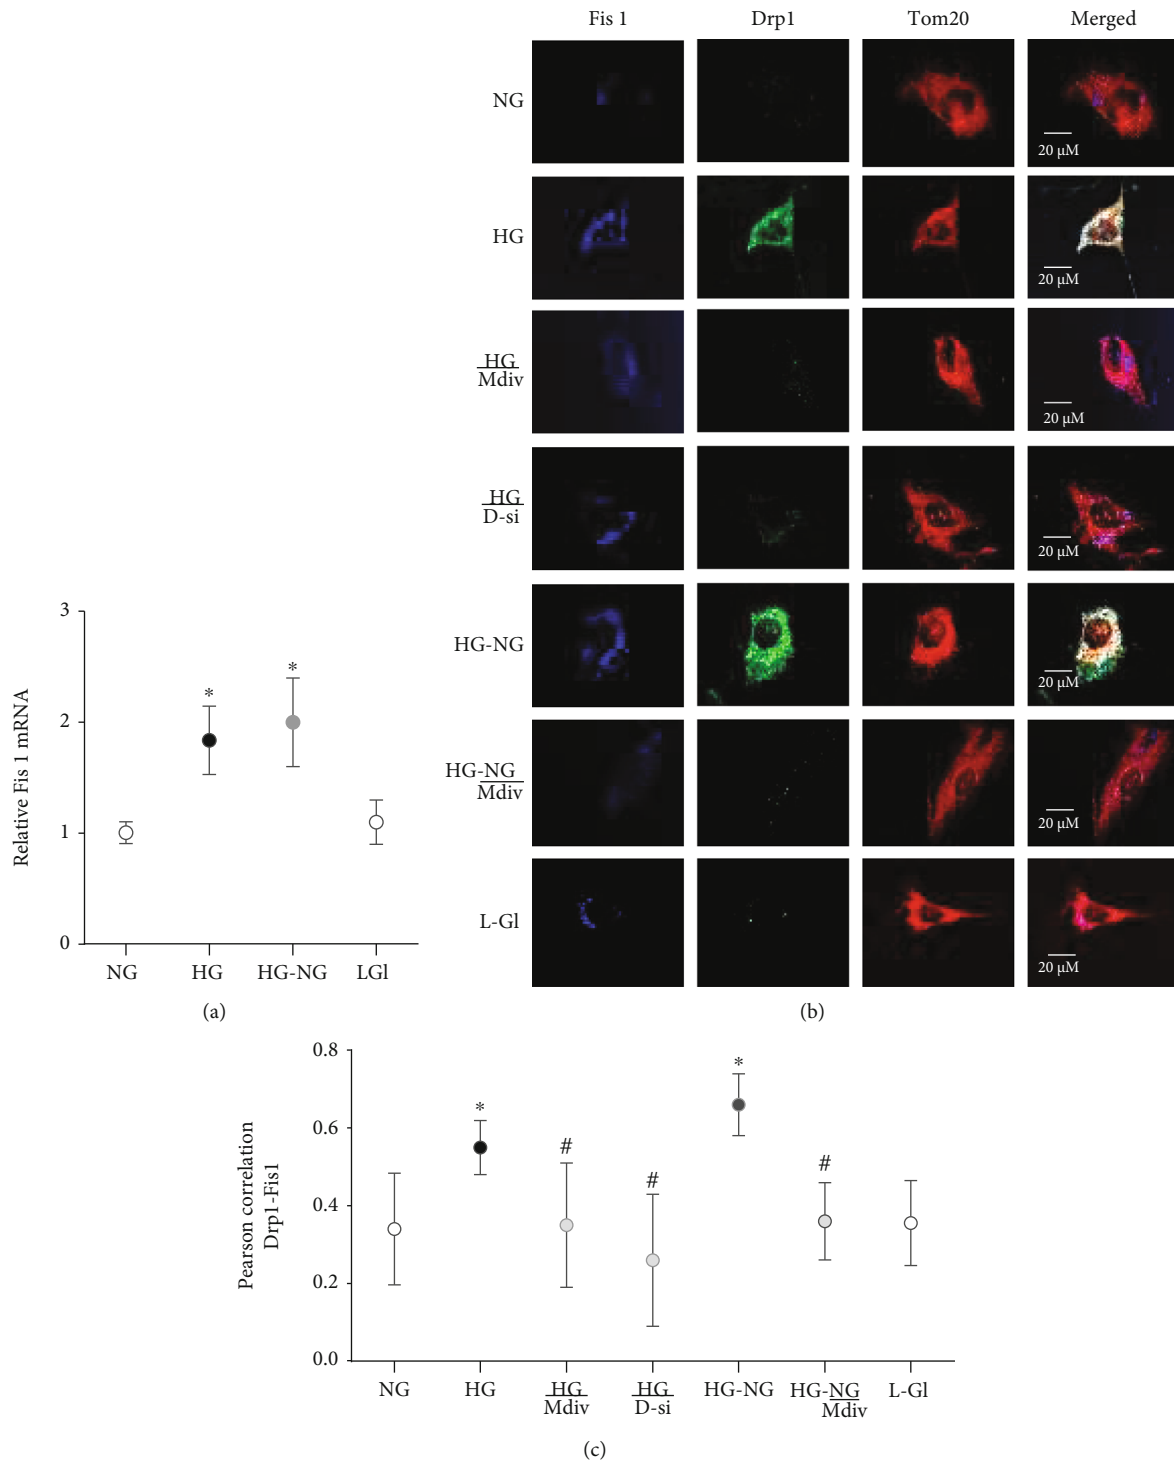 Fis 1 Drp1 Tom20 Merged
NG
20 μM
HG
20 μM
HG
Mdiv
20 μM
HG
D-si
20 μM
HG-NG
20 μM
HG-NG
Mdiv
20 μM
L-Gl
20 μM
Relative Fis 1 mRNA
3
2
1
0
* *
NG HG HG-NG LGl
(a) (b)
Pearson correlation
Drp1-Fis1
0.8
0.6
0.4
0.2
0.0
* # # * #
NG HG HG HG HG-NG HG-NG L-Gl
Mdiv D-si Mdiv
(c)